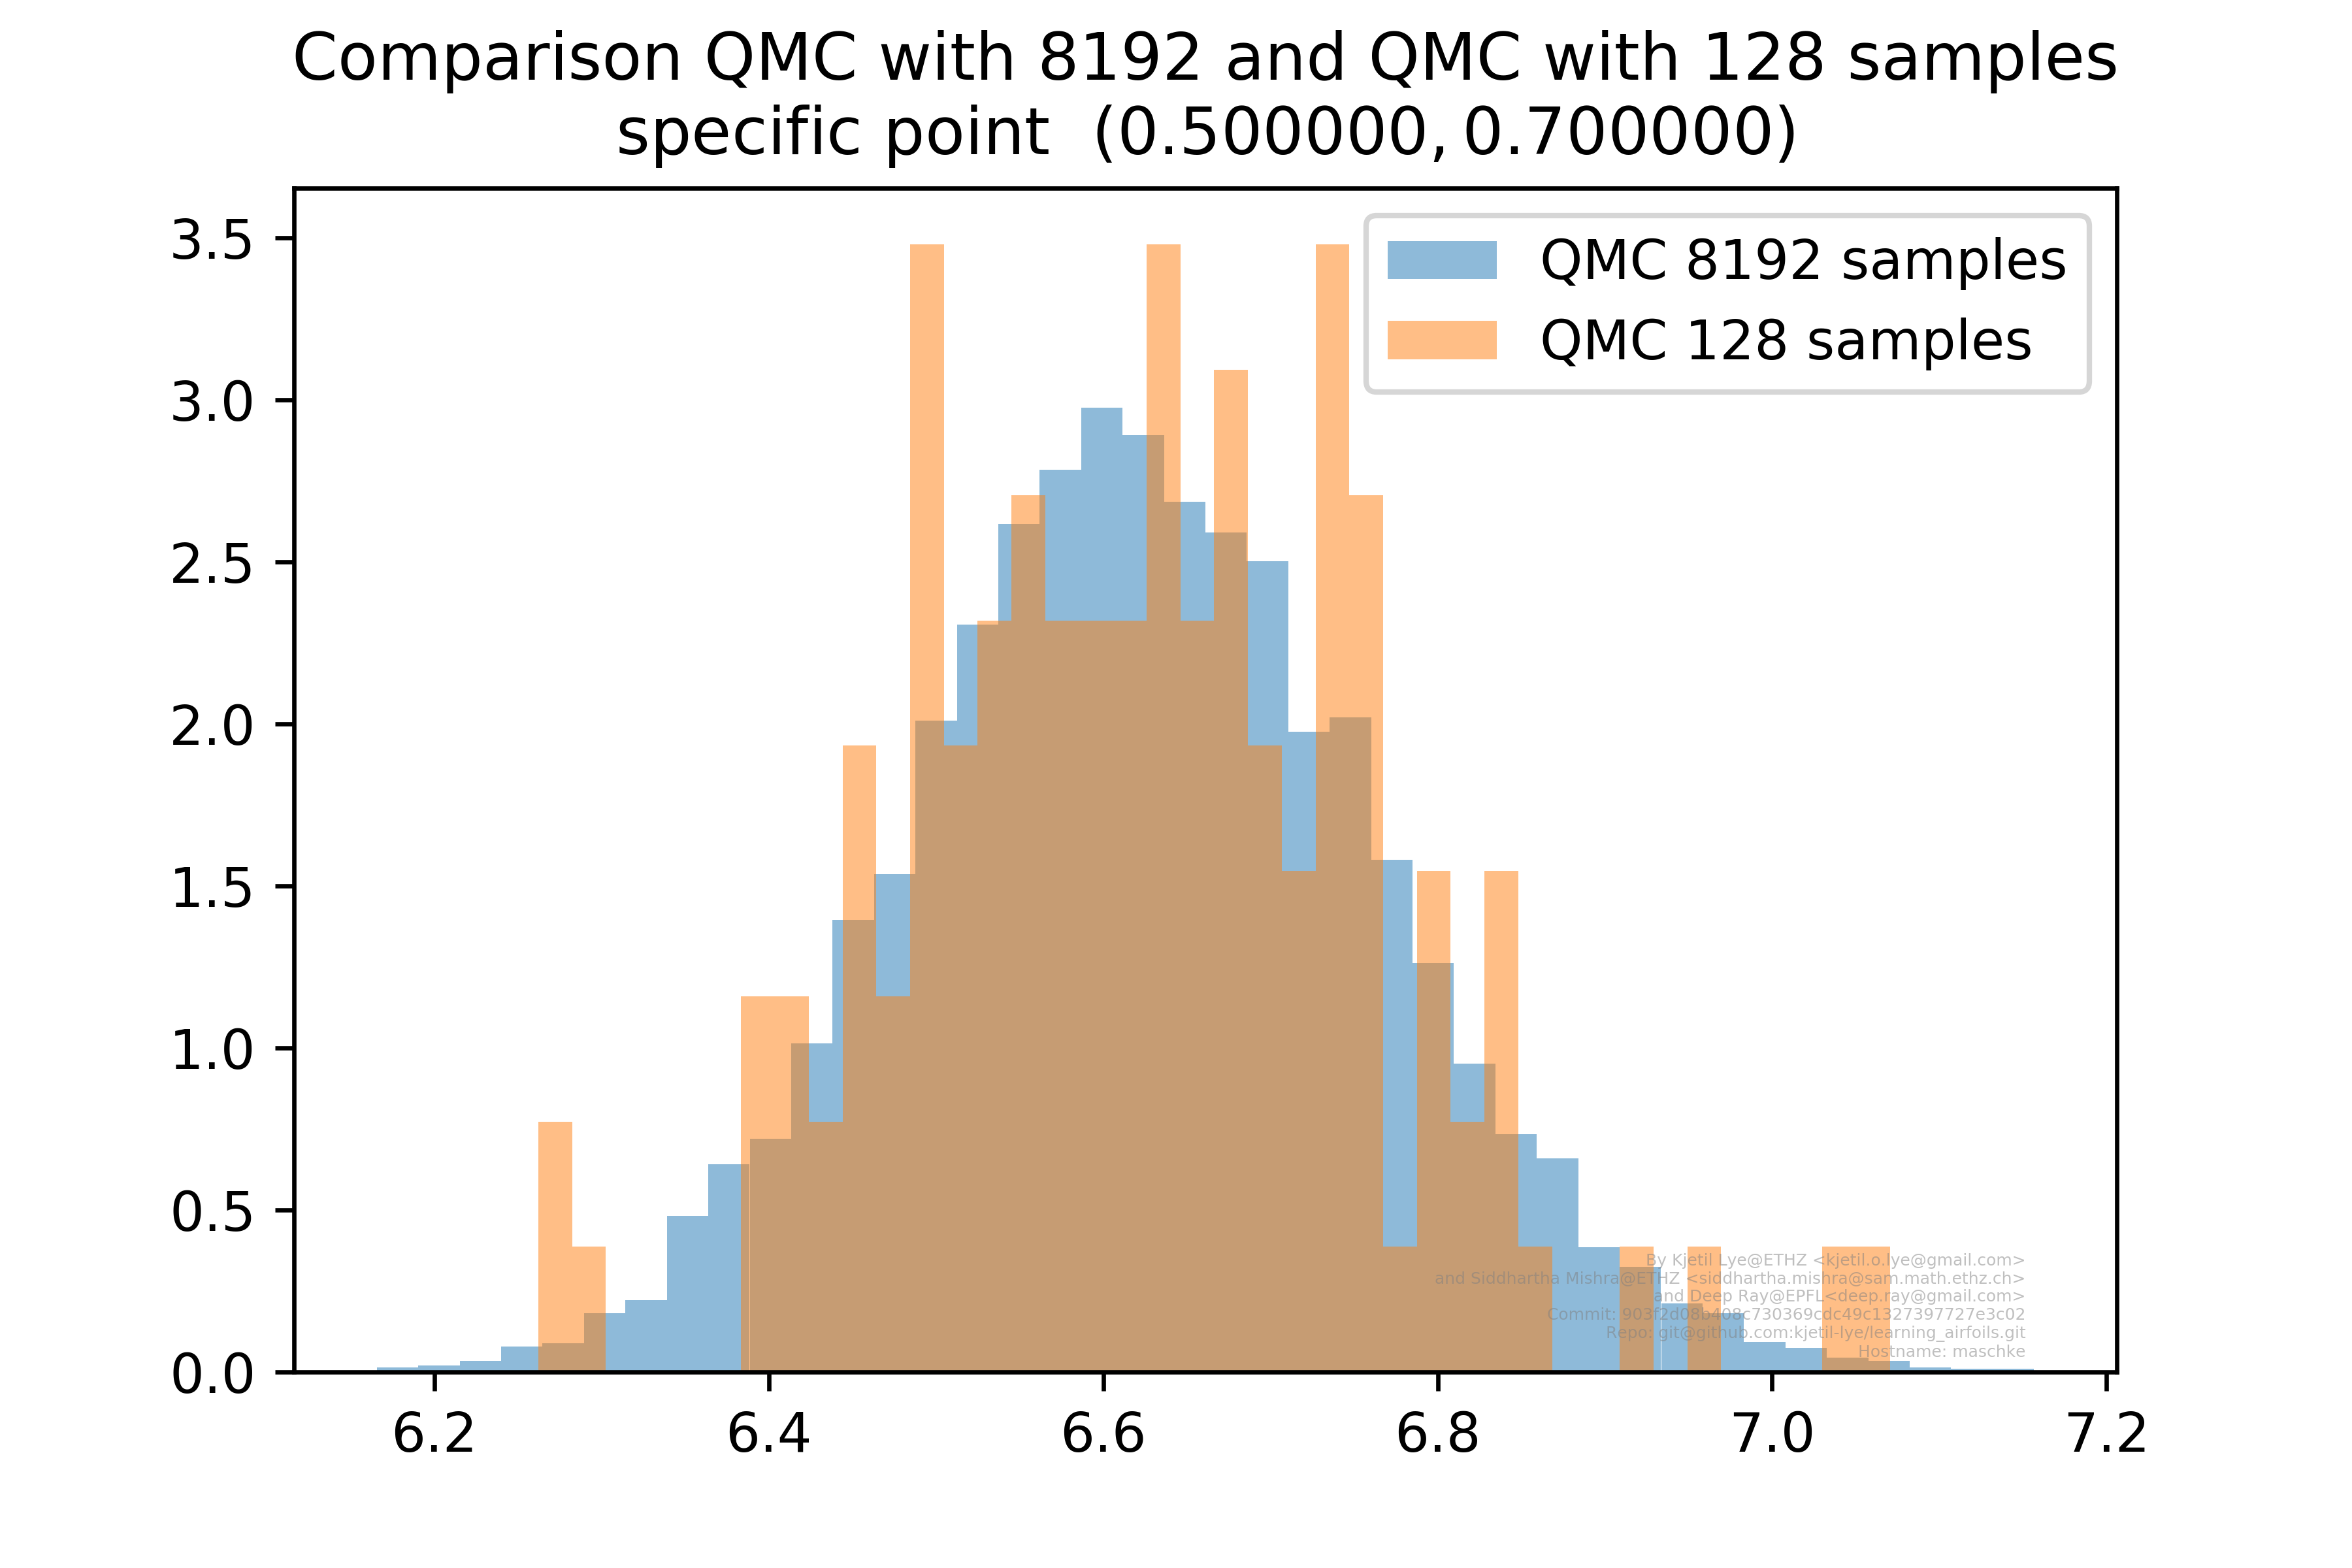 Comparison QMC with 8192 and QMC with 128 samples
specific point (0.500000, 0.700000)
3.5
3.0
2.5
2.0
1.5
1.0
0.5
0.0
QMC 8192 samples
QMC 128 samples
By Kjetil Lye@ETHZ <kjetil.o.lye@gmail.com>
and Siddhartha Mishra@ETHZ <siddhartha.mishra@sam.math.ethz.ch>
and Deep Ray@EPFL<deep.ray@gmail.com>
Commit: 903f2d08b408c730369cdc49c1327397727e3c02
Repo: git@github.com:kjetil-lye/learning_airfoils.git
Hostname: maschke
6.2 6.4 6.6 6.8 7.0 7.2